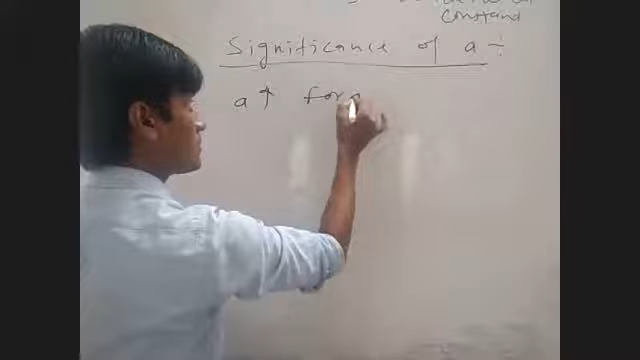 constant
Significance of a ÷
a↑ for